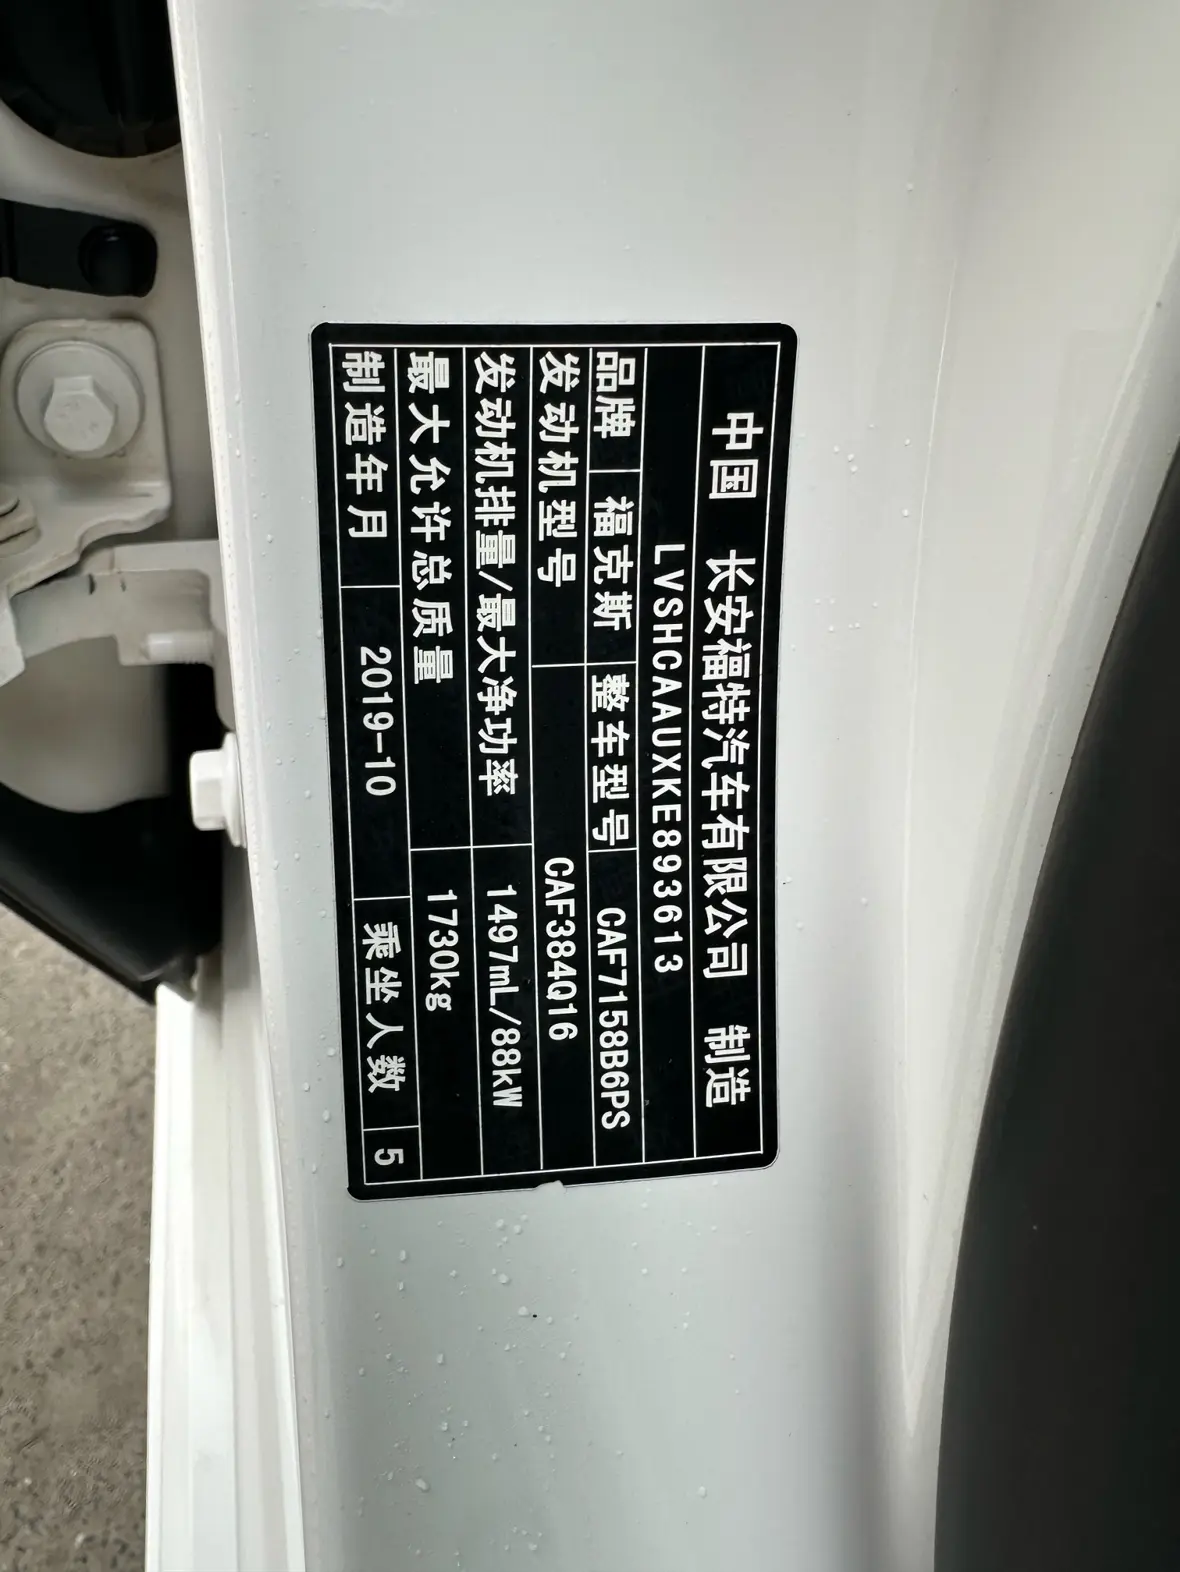 中国 长安福特汽车有限公司 制造
LVSHCAAUXKE893613
品牌 福克斯 整车型号 CAF7158B6PS
发动机型号 CAF384Q16
发动机排量/最大净功率 1497mL/88kW
最大允许总质量 1730kg
制造年月 2019-10 乘坐人数 5